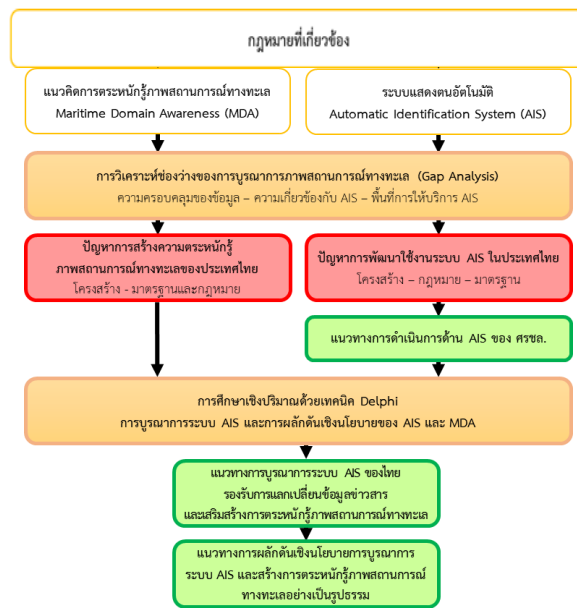 กฎหมายที่เกี่ยวข้อง
แนวคิดการตระหนักรู้ภาพสถานการณ์ทางทะเล
Maritime Domain Awareness (MDA)
ระบบแสดงตนอัตโนมัติ
Automatic Identification System (AIS)
การวิเคราะห์ช่องว่างของการบูรณาการภาพสถานการณ์ทางทะเล (Gap Analysis)
ความครอบคลุมของข้อมูล – ความเกี่ยวข้องกับ AIS – พื้นที่การให้บริการ AIS
ปัญหาการสร้างความตระหนักรู้
ภาพสถานการณ์ทางทะเลของประเทศไทย
โครงสร้าง - มาตรฐานและกฎหมาย
ปัญหาการพัฒนาใช้งานระบบ AIS ในประเทศไทย
โครงสร้าง – กฎหมาย – มาตรฐาน
แนวทางการดำเนินการด้าน AIS ของ ศรชล.
การศึกษาเชิงปริมาณด้วยเทคนิค Delphi
การบูรณาการระบบ AIS และการผลักดันเชิงนโยบายของ AIS และ MDA
แนวทางการบูรณาการระบบ AIS ของไทย
รองรับการแลกเปลี่ยนข้อมูลข่าวสาร
และเสริมสร้างการตระหนักรู้ภาพสถานการณ์ทางทะเล
แนวทางการผลักดันเชิงนโยบายการบูรณาการ
ระบบ AIS และสร้างการตระหนักรู้ภาพสถานการณ์
ทางทะเลอย่างเป็นรูปธรรม